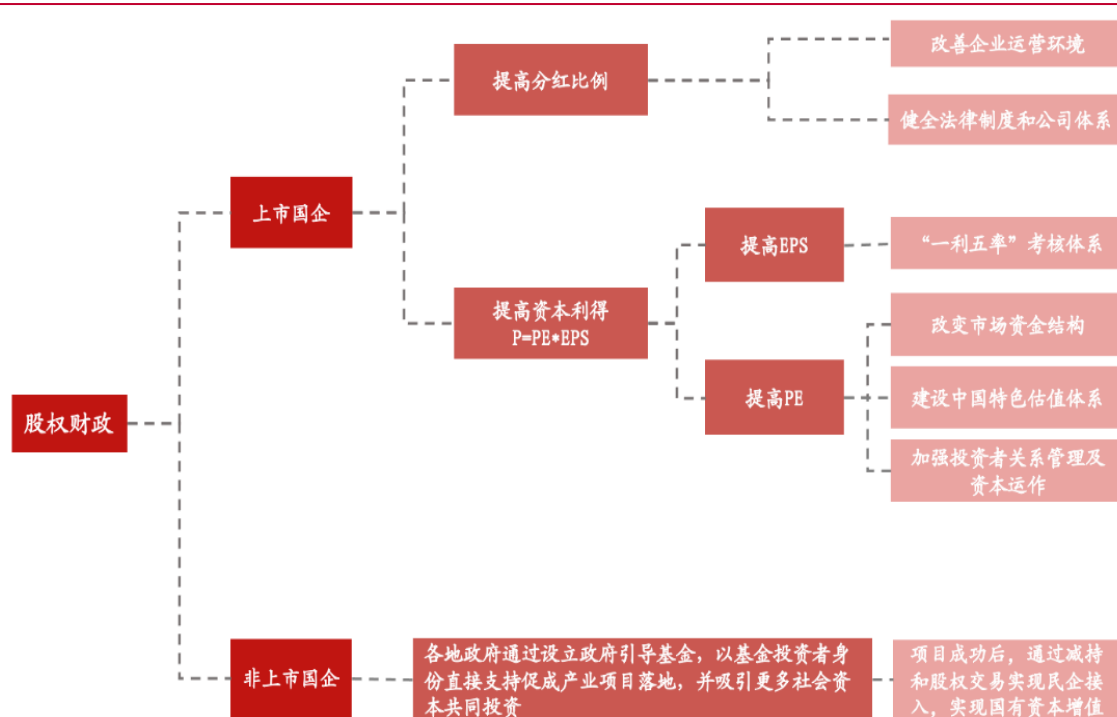 改善企业运营环境
提高分红比例
健全法律制度和公司体系
上市国企
提高EPS
“一利五率”考核体系
提高资本利得
P=PE*EPS
改变市场资金结构
提高PE
建设中国特色估值体系
股权财政
加强投资者关系管理及
资本运作
非上市国企
各地政府通过设立政府引导基金，以基金投资者身
份直接支持促成产业项目落地，并吸引更多社会资
本共同投资
项目成功后，通过减持
和股权交易实现民企接
入，实现国有资本增值